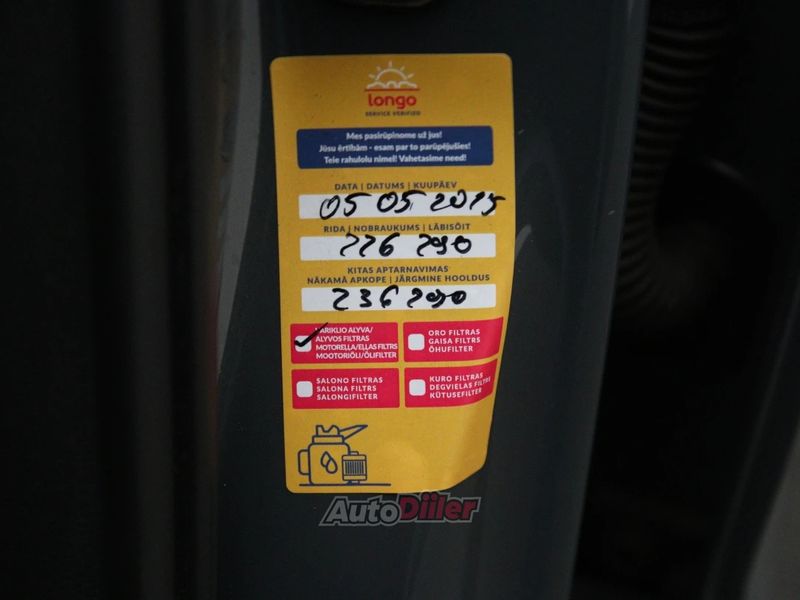 longo
SERVICE VERIFIED
Mes pasirūpinome už jus!
Jūsu ērtībām - esam par to parūpējušies!
Teie rahulolu nimel! Vahetasime need!
DATA | DATUMS | KUUPÄEV
05 05 2015
RIDA | NOBRAUKUMS | LÄBISÕIT
226 290
KITAS APTARNAVIMAS
NĀKAMĀ APKOPE | JÄRGMINE HOOLDUS
236 290
VARIKLIO ALYVA/
ALYVOS FILTRAS
MOTORELLA/ELLAS FILTRS
MOOTORIÕLI/ÕLIFILTER
ORO FILTRAS
GAISA FILTRS
ÕHUFILTER
SALONO FILTRAS
SALONA FILTRS
SALONGIFILTER
KURO FILTRAS
DEGVIELAS FILTRS
KÜTUSEFILTER
AutoDiiler